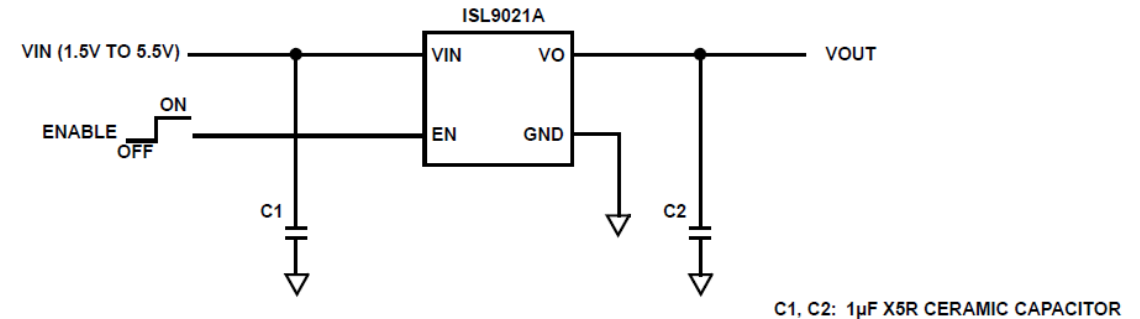 ISL9021A
VIN (1.5V TO 5.5V)
VIN
VO
VOUT
ON
ENABLE
OFF
EN
GND
C1
C2
C1, C2: 1µF X5R CERAMIC CAPACITOR